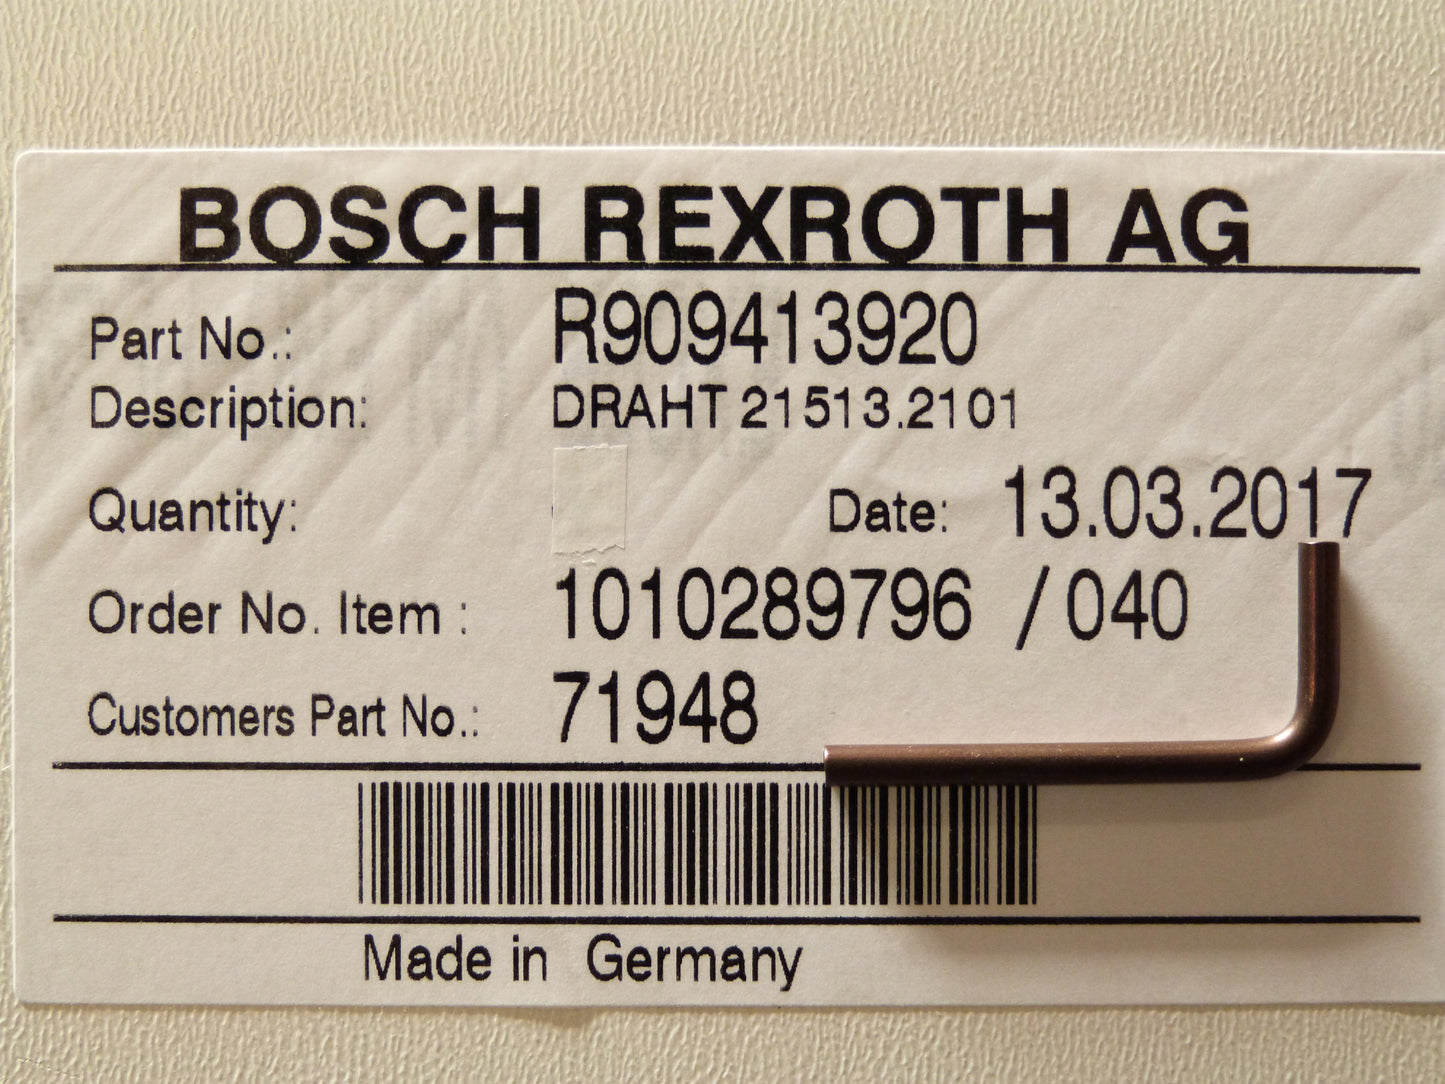 BOSCH REXROTH AG
Part No.: R909413920
Description: DRAHT 21513.2101
Quantity: Date: 13.03.2017
Order No. Item : 1010289796 / 040
Customers Part No.: 71948
Made in Germany